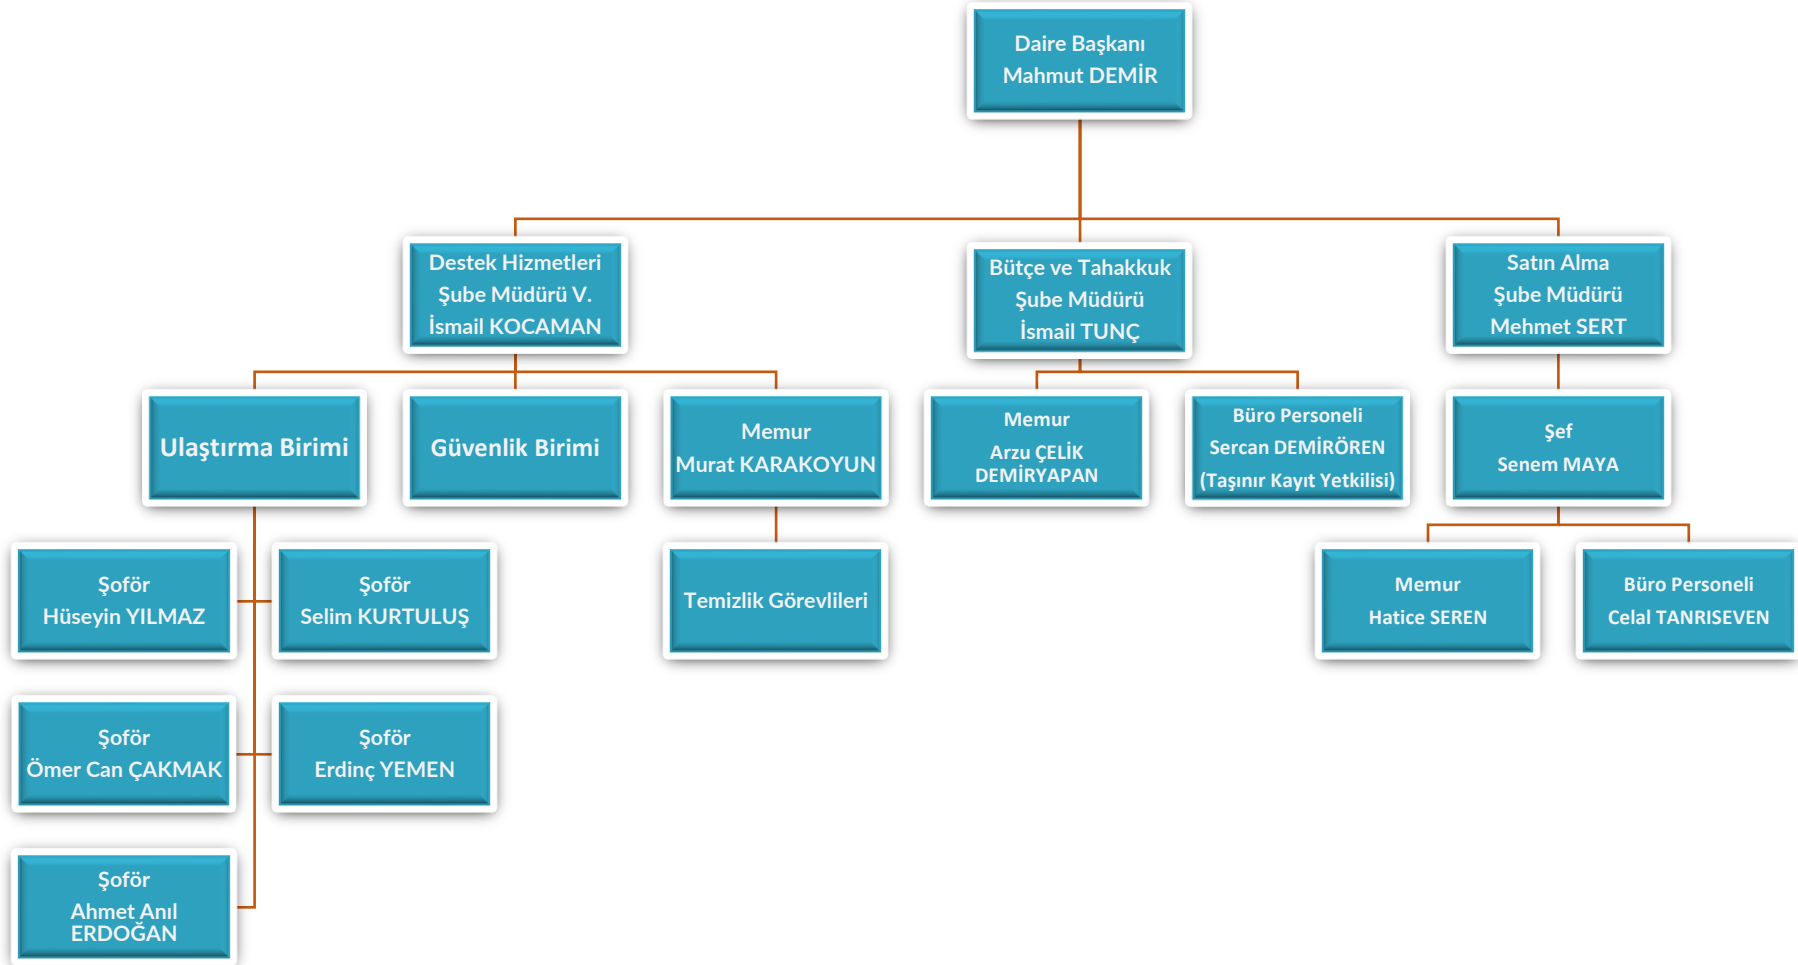 Daire Başkanı
Mahmut DEMİR
Destek Hizmetleri
Şube Müdürü V.
İsmail KOCAMAN
Bütçe ve Tahakkuk
Şube Müdürü
İsmail TUNÇ
Satın Alma
Şube Müdürü
Mehmet SERT
Ulaştırma Birimi
Güvenlik Birimi
Memur
Murat KARAKOYUN
Memur
Arzu ÇELİK
DEMİRYAPAN
Büro Personeli
Sercan DEMİRÖREN
(Taşınır Kayıt Yetkilisi)
Şef
Senem MAYA
Şoför
Hüseyin YILMAZ
Şoför
Selim KURTULUŞ
Temizlik Görevlileri
Memur
Hatice SEREN
Büro Personeli
Celal TANRISEVEN
Şoför
Ömer Can ÇAKMAK
Şoför
Erdinç YEMEN
Şoför
Ahmet Anıl
ERDOĞAN